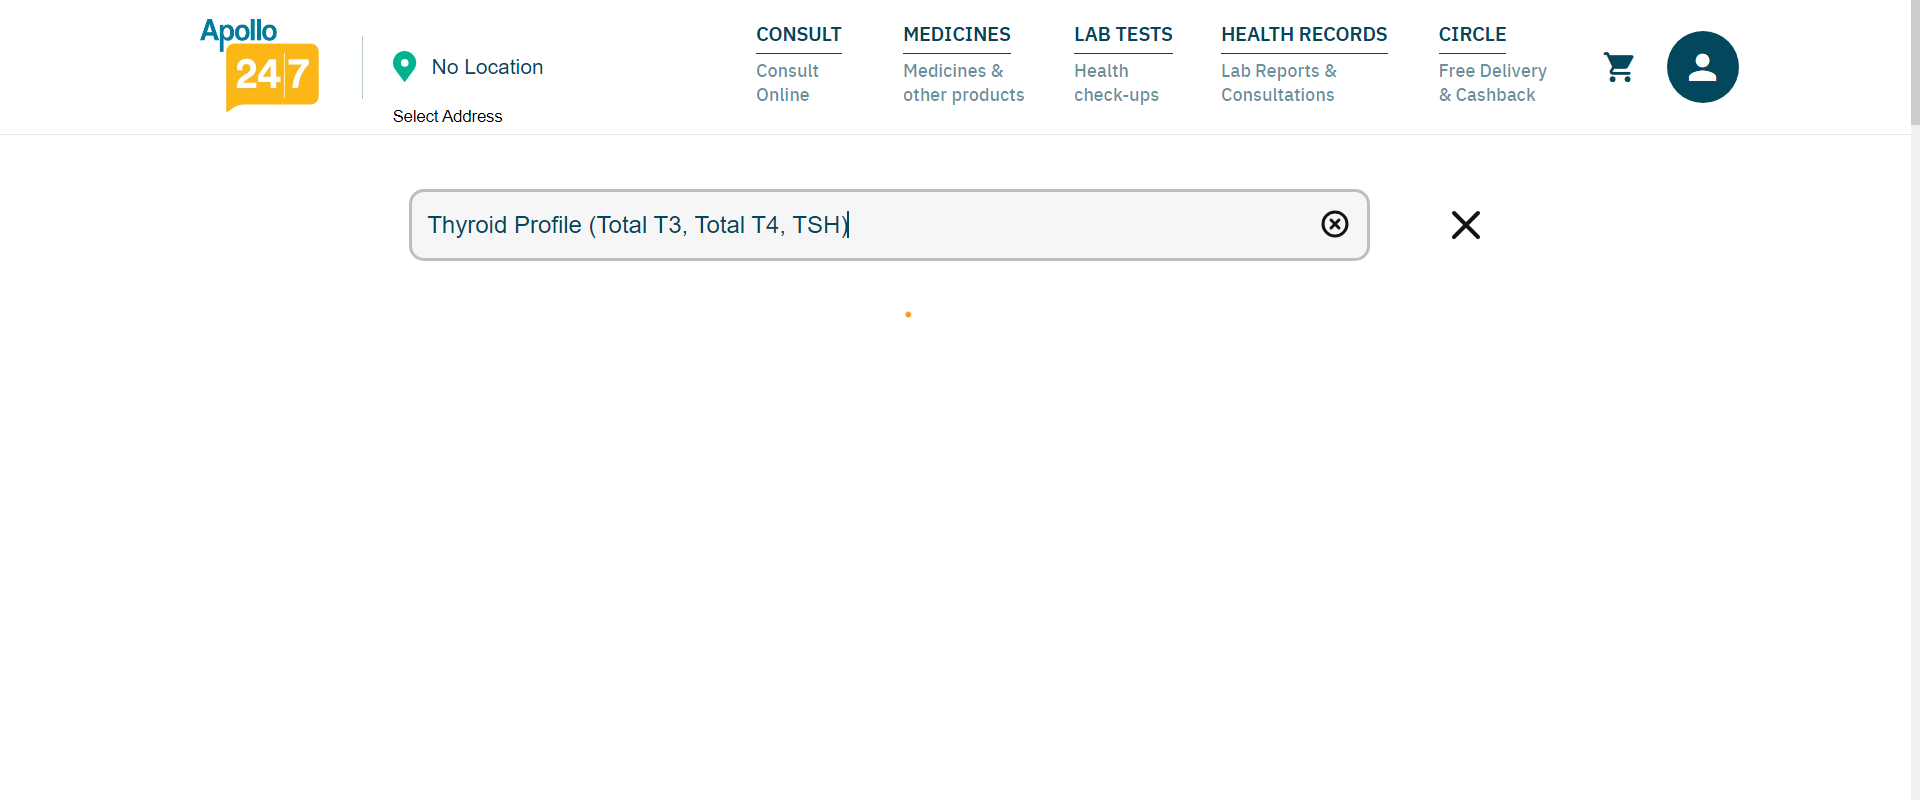 Apollo
24|7
No Location
Select Address
CONSULT
Consult
Online
MEDICINES
Medicines &
other products
LAB TESTS
Health
check-ups
HEALTH RECORDS
Lab Reports &
Consultations
CIRCLE
Free Delivery
& Cashback
Thyroid Profile (Total T3, Total T4, TSH)